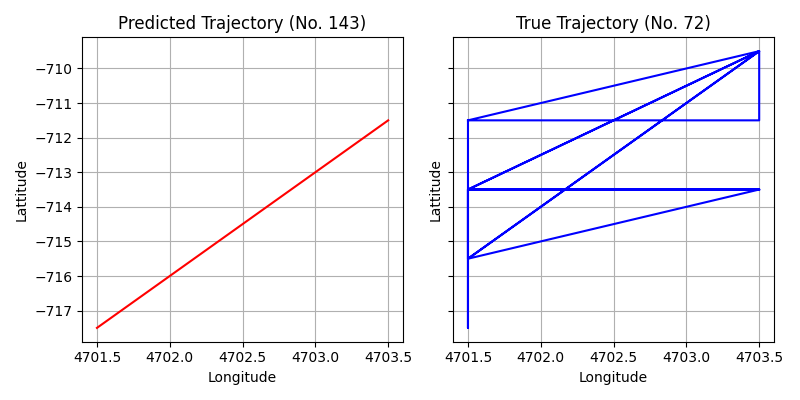 Predicted Trajectory (No. 143)
Lattitude
−710
−711
−712
−713
−714
−715
−716
−717
4701.5 4702.0 4702.5 4703.0 4703.5
Longitude
True Trajectory (No. 72)
Lattitude
4701.5 4702.0 4702.5 4703.0 4703.5
Longitude